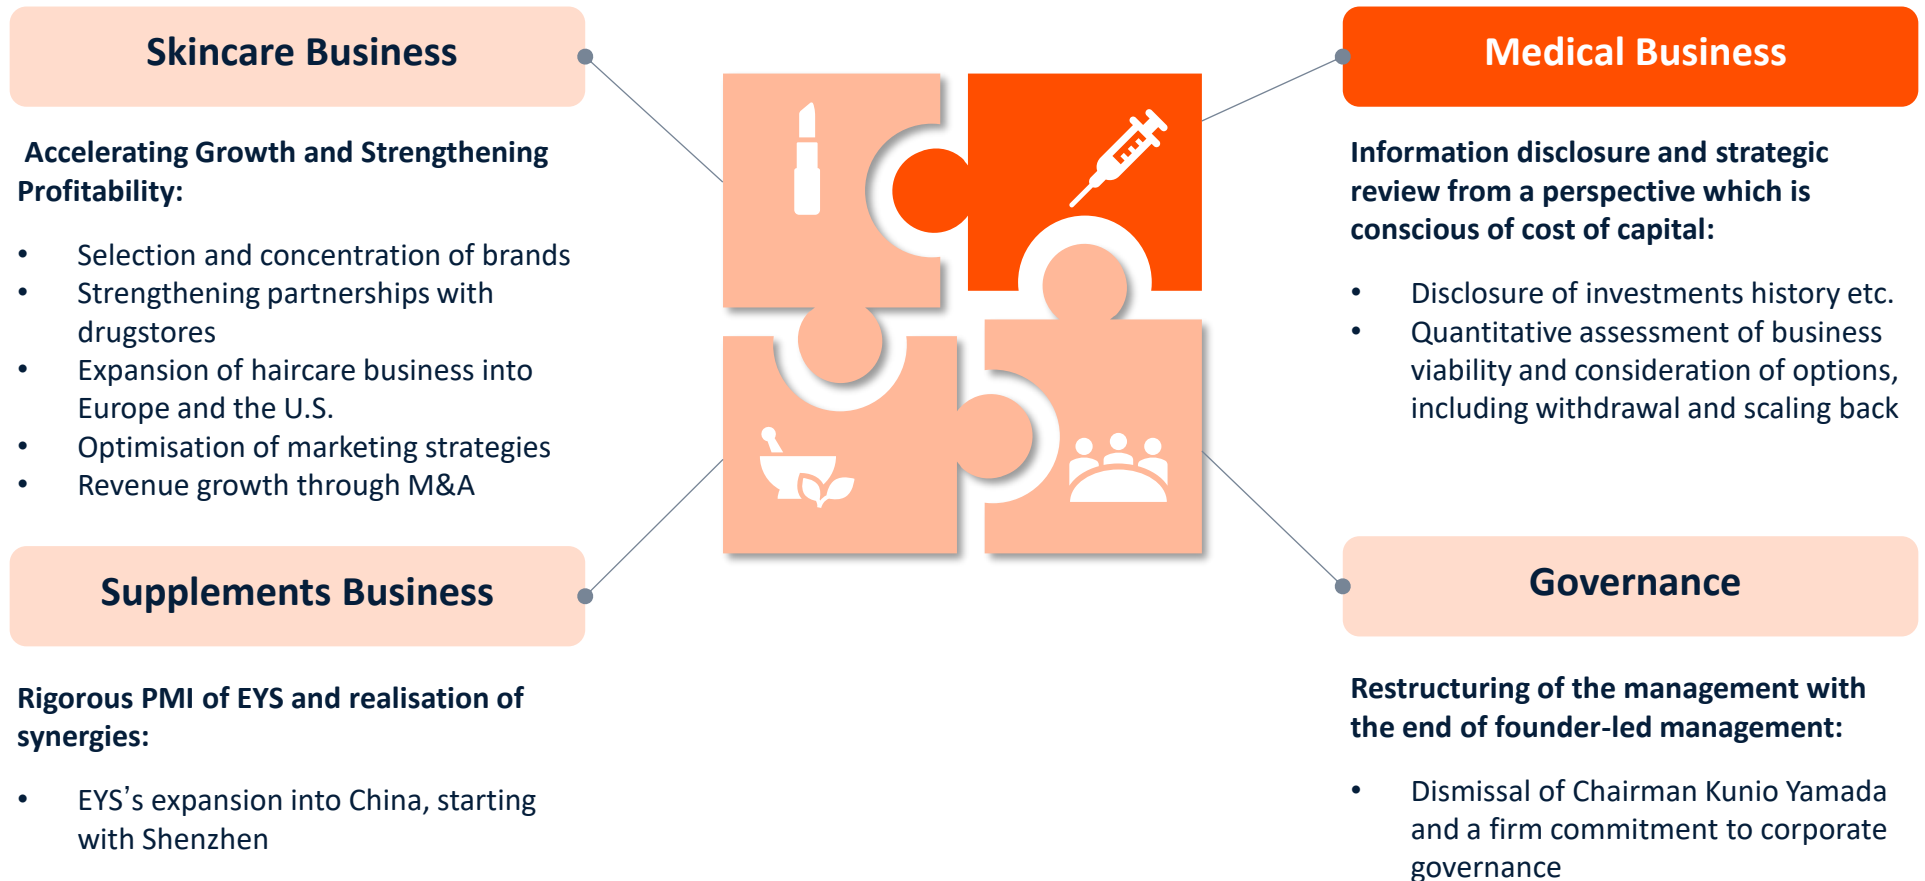 Skincare Business
Accelerating Growth and Strengthening
Profitability:
• Selection and concentration of brands
• Strengthening partnerships with
drugstores
• Expansion of haircare business into
Europe and the U.S.
• Optimisation of marketing strategies
• Revenue growth through M&A
Supplements Business
Rigorous PMI of EYS and realisation of
synergies:
• EYS’s expansion into China, starting
with Shenzhen
Medical Business
Information disclosure and strategic
review from a perspective which is
conscious of cost of capital:
• Disclosure of investments history etc.
• Quantitative assessment of business
viability and consideration of options,
including withdrawal and scaling back
Governance
Restructuring of the management with
the end of founder-led management:
• Dismissal of Chairman Kunio Yamada
and a firm commitment to corporate
governance